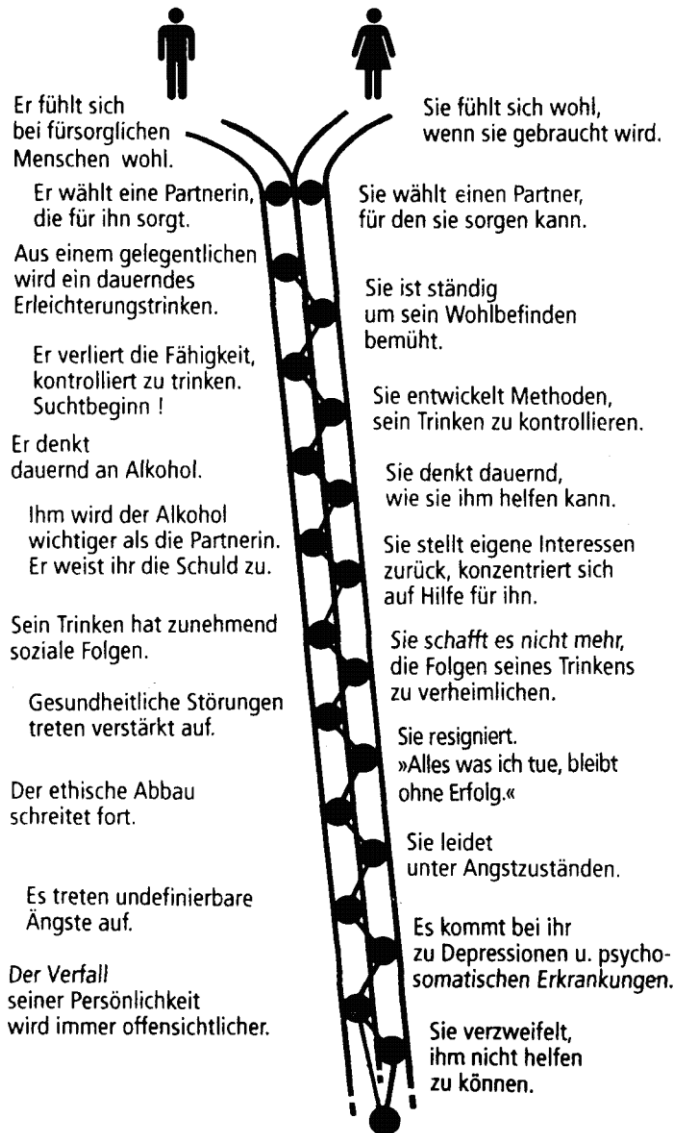 Er fühlt sich
bei fürsorglichen
Menschen wohl.
Sie fühlt sich wohl,
wenn sie gebraucht wird.
Er wählt eine Partnerin,
die für ihn sorgt.
Sie wählt einen Partner,
für den sie sorgen kann.
Aus einem gelegentlichen
wird ein dauerndes
Erleichterungstrinken.
Sie ist ständig
um sein Wohlbefinden
bemüht.
Er verliert die Fähigkeit,
kontrolliert zu trinken.
Suchtbeginn !
Sie entwickelt Methoden,
sein Trinken zu kontrollieren.
Er denkt
dauernd an Alkohol.
Sie denkt dauernd,
wie sie ihm helfen kann.
Ihm wird der Alkohol
wichtiger als die Partnerin.
Er weist ihr die Schuld zu.
Sie stellt eigene Interessen
zurück, konzentriert sich
auf Hilfe für ihn.
Sein Trinken hat zunehmend
soziale Folgen.
Sie schafft es nicht mehr,
die Folgen seines Trinkens
zu verheimlichen.
Gesundheitliche Störungen
treten verstärkt auf.
Sie resigniert.
»Alles was ich tue, bleibt
ohne Erfolg.«
Der ethische Abbau
schreitet fort.
Sie leidet
unter Angstzuständen.
Es treten undefinierbare
Ängste auf.
Es kommt bei ihr
zu Depressionen u. psycho-
somatischen Erkrankungen.
Der Verfall
seiner Persönlichkeit
wird immer offensichtlicher.
Sie verzweifelt,
ihm nicht helfen
zu können.